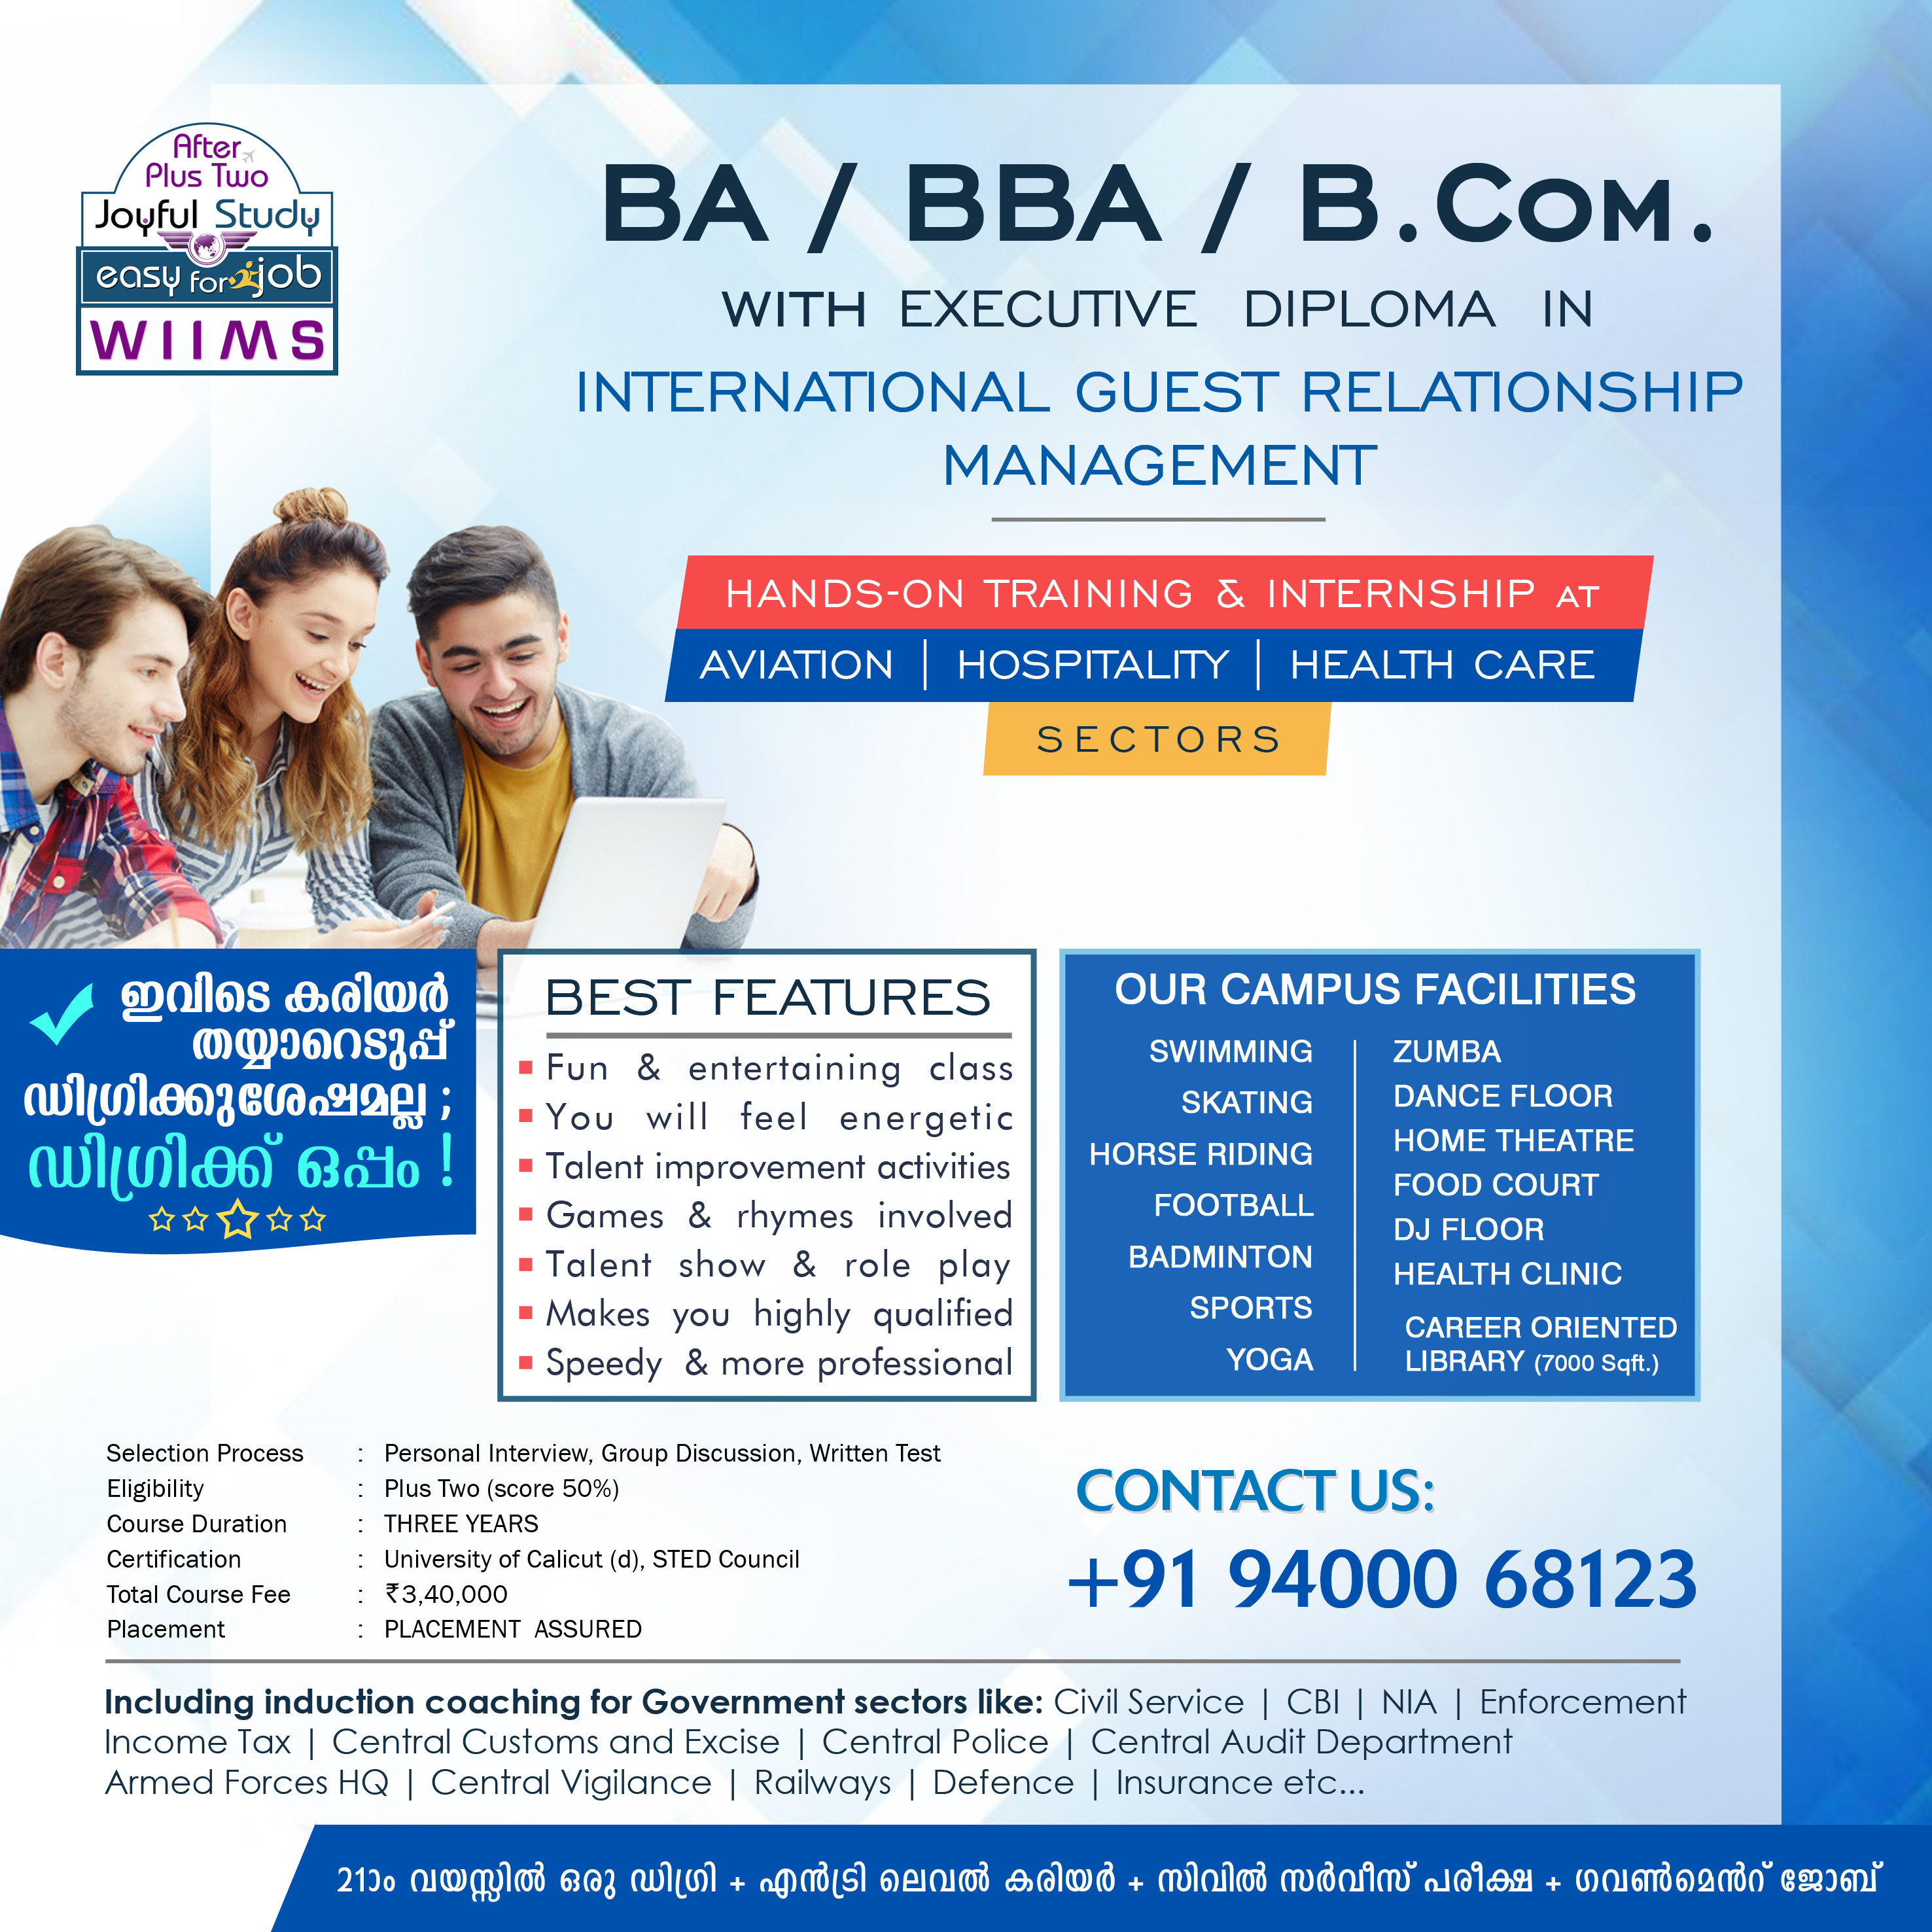 After
Plus Two
Joyful Study
easy for job
WIIMS
BA / BBA / B.COM.
WITH EXECUTIVE DIPLOMA IN
INTERNATIONAL GUEST RELATIONSHIP
MANAGEMENT
HANDS-ON TRAINING & INTERNSHIP AT
AVIATION | HOSPITALITY | HEALTH CARE
SECTORS
ഇവിടെ കരിയർ
തയ്യാറെടുപ്പ്
ഡിഗ്രിക്കുശേഷമല്ല ;
ഡിഗ്രിക്ക് ഒപ്പം !
BEST FEATURES
Fun & entertaining class
You will feel energetic
Talent improvement activities
Games & rhymes involved
Talent show & role play
Makes you highly qualified
Speedy & more professional
OUR CAMPUS FACILITIES
SWIMMING
SKATING
HORSE RIDING
FOOTBALL
BADMINTON
SPORTS
YOGA
ZUMBA
DANCE FLOOR
HOME THEATRE
FOOD COURT
DJ FLOOR
HEALTH CLINIC
CAREER ORIENTED
LIBRARY (7000 Sqft.)
Selection Process : Personal Interview, Group Discussion, Written Test
Eligibility : Plus Two (score 50%)
Course Duration : THREE YEARS
Certification : University of Calicut (d), STED Council
Total Course Fee : ₹3,40,000
Placement : PLACEMENT ASSURED
CONTACT US:
+91 94000 68123
Including induction coaching for Government sectors like: Civil Service | CBI | NIA | Enforcement
Income Tax | Central Customs and Excise | Central Police | Central Audit Department
Armed Forces HQ | Central Vigilance | Railways | Defence | Insurance etc...
21ാം വയസ്സിൽ ഒരു ഡിഗ്രി + എൻട്രി ലെവൽ കരിയർ + സിവിൽ സർവീസ് പരീക്ഷ + ഗവൺമെൻറ് ജോബ്